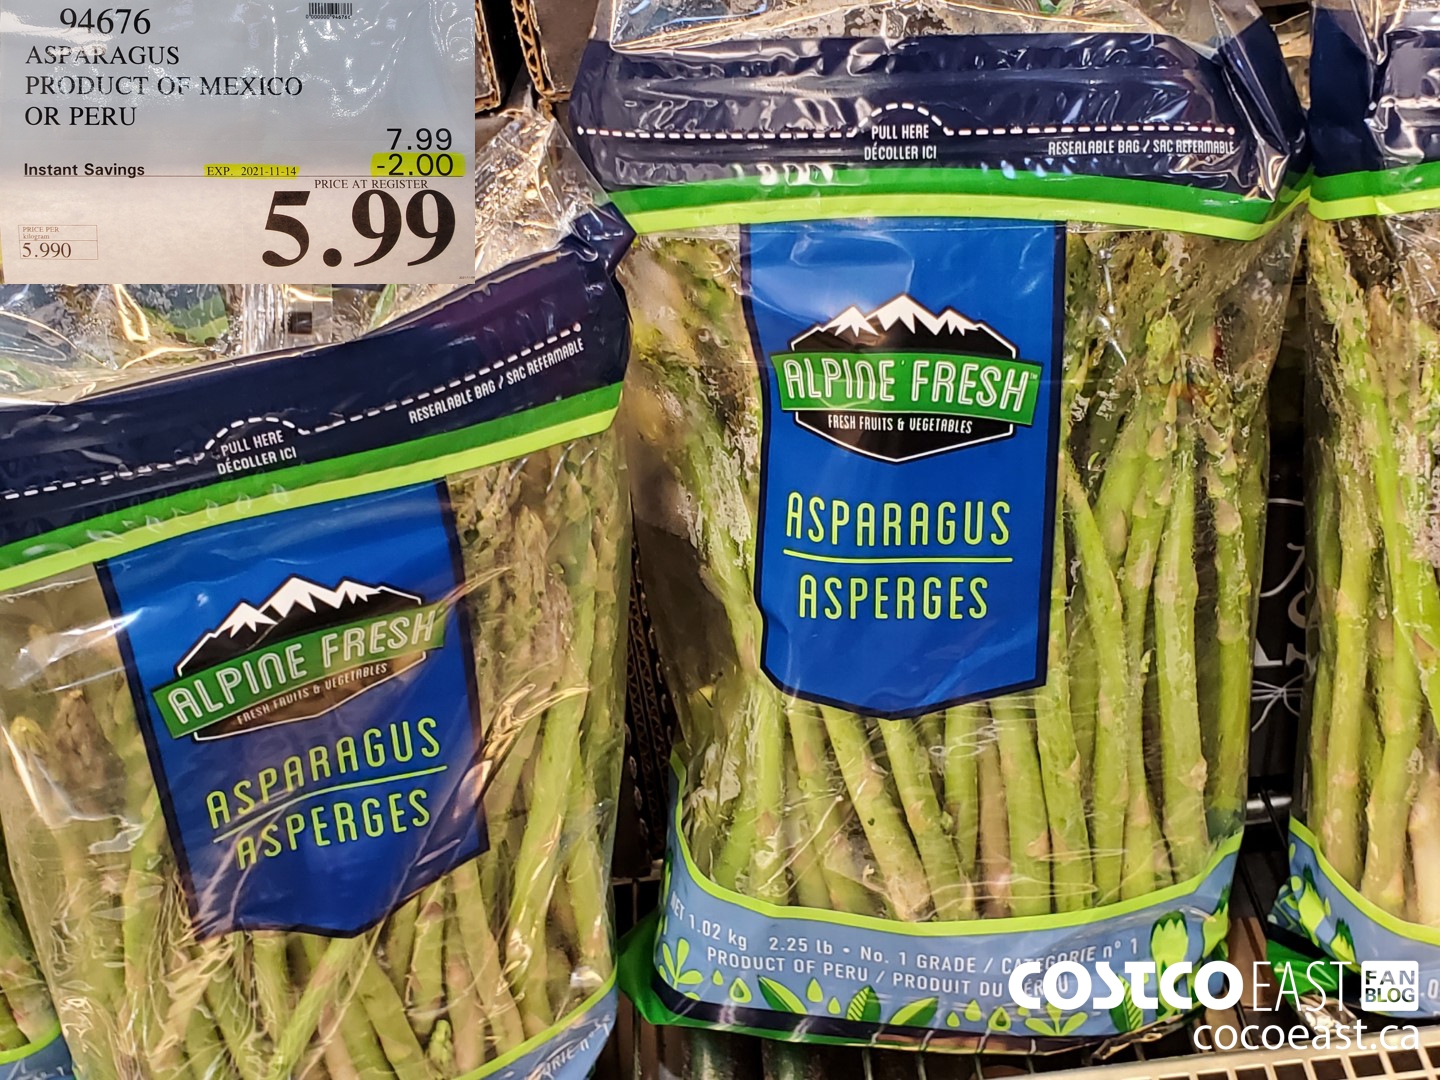 94676
ASPARAGUS
PRODUCT OF MEXICO
OR PERU
7.99
Instant Savings EXP. 2021-11-14 -2.00
PRICE AT REGISTER
5.99
PRICE PER
kilogram
5.990
PULL HERE
DÉCOLLER ICI
RESEALABLE BAG / SAC REFERMABLE
ALPINE FRESH
FRESH FRUITS & VEGETABLES
ASPARAGUS
ASPERGES
PULL HERE
DÉCOLLER ICI
RESEALABLE BAG / SAC REFERMABLE
ALPINE FRESH™
FRESH FRUITS & VEGETABLES
ASPARAGUS
ASPERGES
NET 1.02 kg 2.25 lb • No. 1 GRADE / CATÉGORIE nº 1
PRODUCT OF PERU / PRODUIT DU PÉROU
COSTCO EAST FAN BLOG
cocoeast.ca